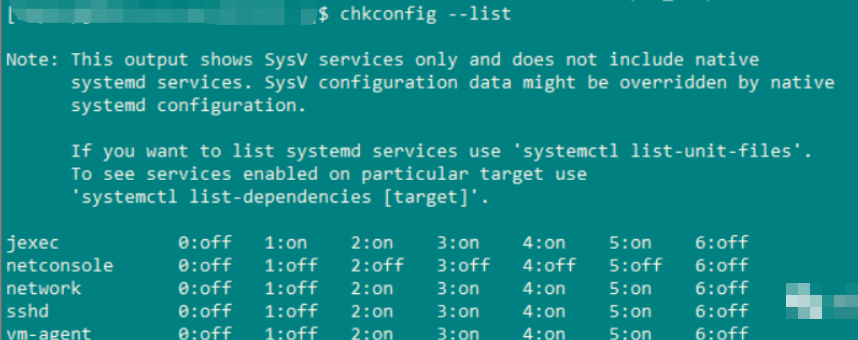 [ $ chkconfig --list
Note: This output shows SysV services only and does not include native
systemd services. SysV configuration data might be overridden by native
systemd configuration.
If you want to list systemd services use 'systemctl list-unit-files'.
To see services enabled on particular target use
'systemctl list-dependencies [target]'.
jexec 0:off 1:on 2:on 3:on 4:on 5:on 6:off
netconsole 0:off 1:off 2:off 3:off 4:off 5:off 6:off
network 0:off 1:off 2:on 3:on 4:on 5:on 6:off
sshd 0:off 1:off 2:on 3:on 4:on 5:on 6:off
vm-agent 0:off 1:off 2:on 3:on 4:on 5:on 6:off